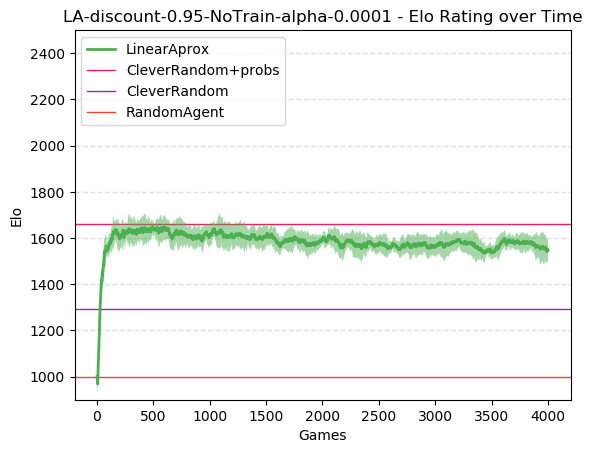 LA-discount-0.95-NoTrain-alpha-0.0001 - Elo Rating over Time
LinearAprox
CleverRandom+probs
CleverRandom
RandomAgent
2400
2200
2000
1800
1600
1400
1200
1000
Elo
0 500 1000 1500 2000 2500 3000 3500 4000
Games